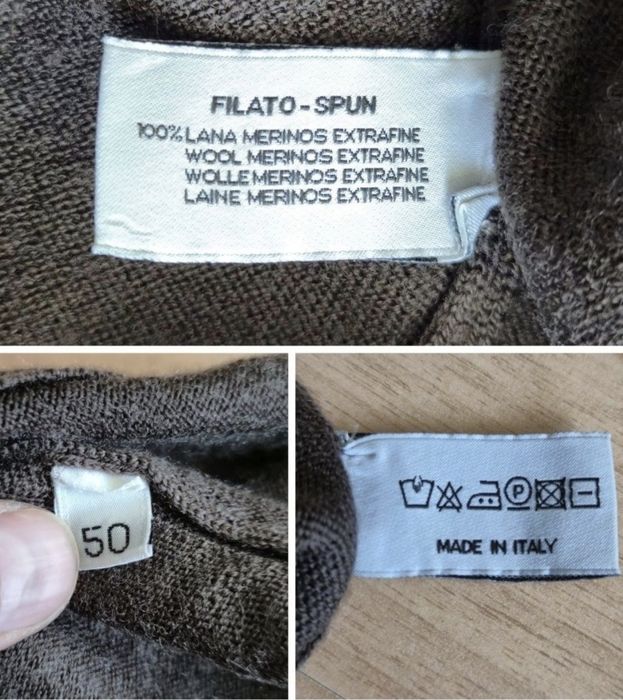 FILATO-SPUN
100% LANA MERINOS EXTRAFINE
WOOL MERINOS EXTRAFINE
WOLLE MERINOS EXTRAFINE
LAINE MERINOS EXTRAFINE
50
P
MADE IN ITALY